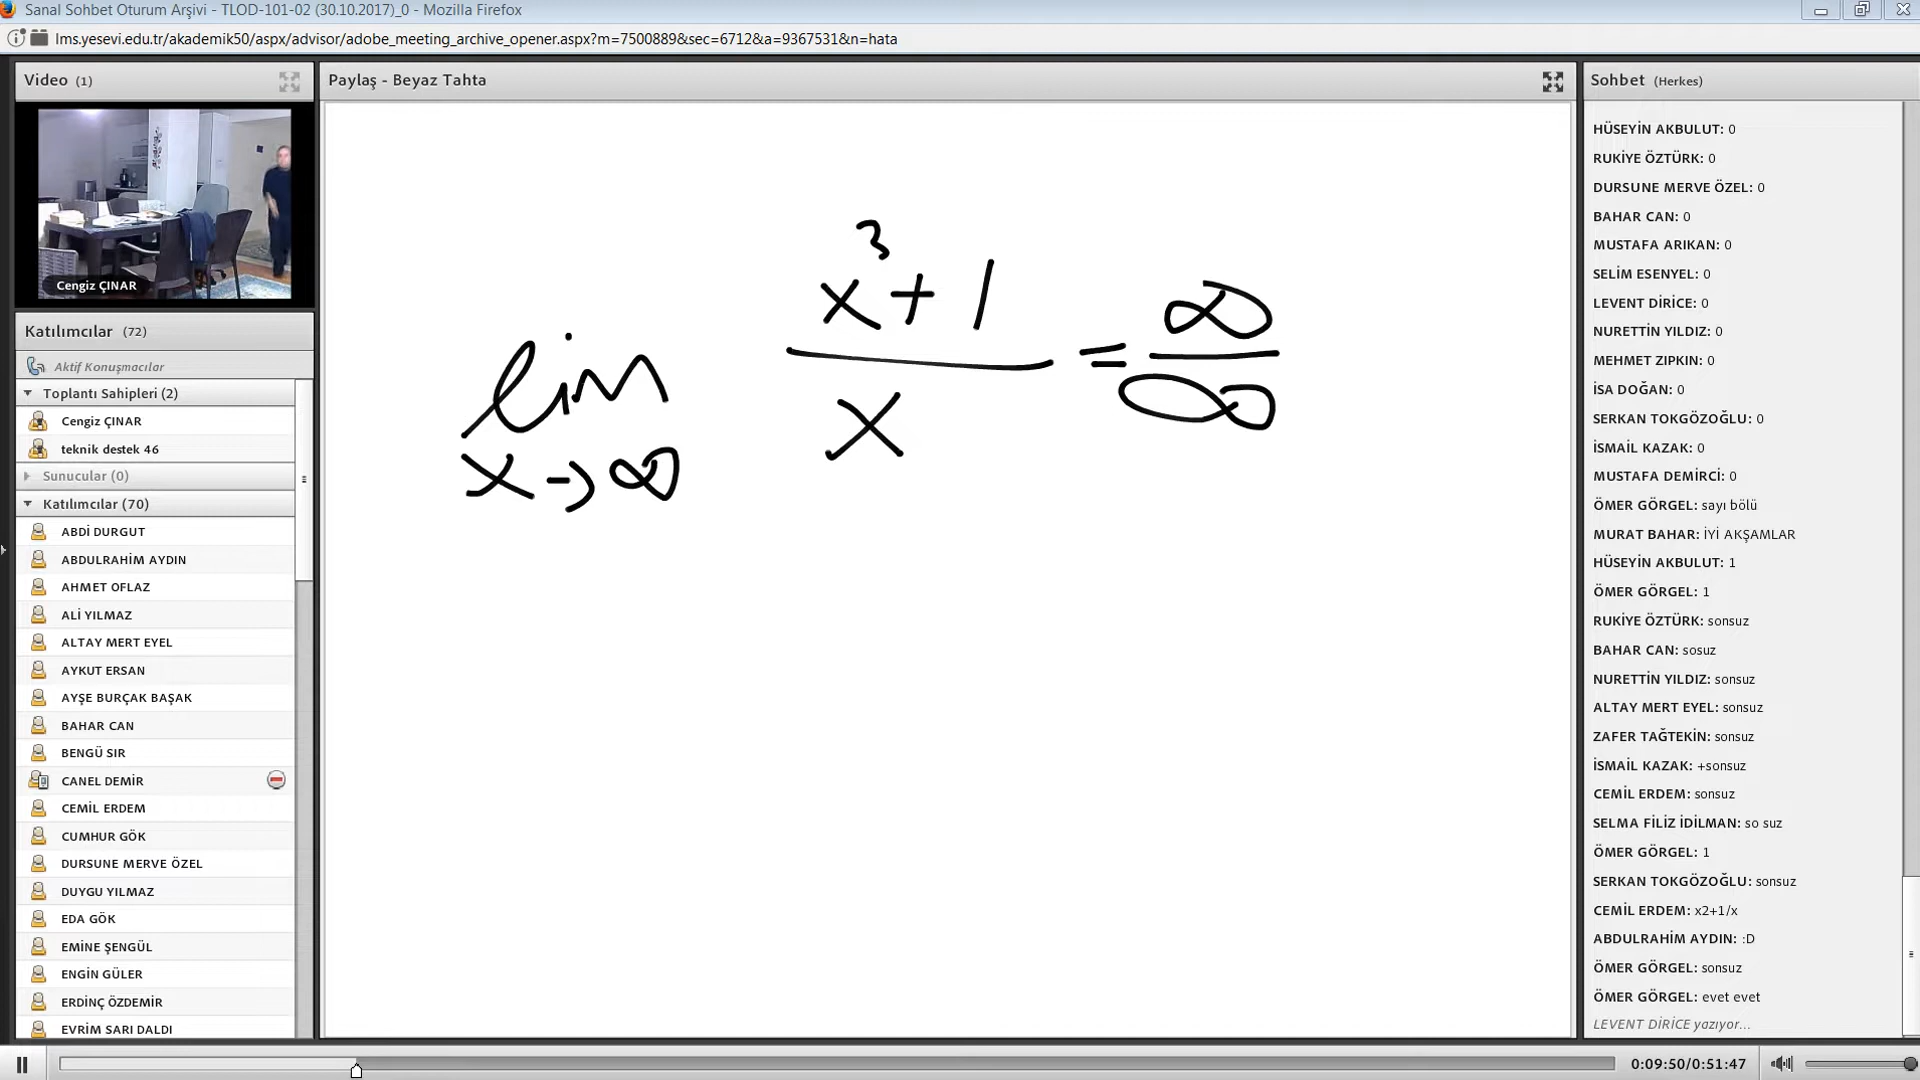 Sanal Sohbet Oturum Arşivi - TLOD-101-02 (30.10.2017)_0 - Mozilla Firefox
lms.yesevi.edu.tr/akademik50/aspx/advisor/adobe_meeting_archive_opener.aspx?m=7500889&sec=6712&a=9367531&n=hata
Video (1)
Cengiz ÇINAR
Katılımcılar (72)
Aktif Konuşmacılar
Toplantı Sahipleri (2)
Cengiz ÇINAR
teknik destek 46
Sunucular (0)
Katılımcılar (70)
ABDİ DURGUT
ABDULRAHİM AYDIN
AHMET OFLAZ
ALİ YILMAZ
ALTAY MERT EYEL
AYKUT ERSAN
AYŞE BURÇAK BAŞAK
BAHAR CAN
BENGÜ SIR
CANEL DEMİR
CEMİL ERDEM
CUMHUR GÖK
DURSUNE MERVE ÖZEL
DUYGU YILMAZ
EDA GÖK
EMİNE ŞENGÜL
ENGİN GÜLER
ERDİNÇ ÖZDEMİR
EVRİM SARI DALDI
Paylaş - Beyaz Tahta
x³+1 ∞
lim = 
x→∞ x ∞
Sohbet (Herkes)
HÜSEYİN AKBULUT: 0
RUKİYE ÖZTÜRK: 0
DURSUNE MERVE ÖZEL: 0
BAHAR CAN: 0
MUSTAFA ARIKAN: 0
SELİM ESENYEL: 0
LEVENT DİRİCE: 0
NURETTİN YILDIZ: 0
MEHMET ZIPKIN: 0
İSA DOĞAN: 0
SERKAN TOKGÖZOĞLU: 0
İSMAİL KAZAK: 0
MUSTAFA DEMİRCİ: 0
ÖMER GÖRGEL: sayı bölü
MURAT BAHAR: İYİ AKŞAMLAR
HÜSEYİN AKBULUT: 1
ÖMER GÖRGEL: 1
RUKİYE ÖZTÜRK: sonsuz
BAHAR CAN: sosuz
NURETTİN YILDIZ: sonsuz
ALTAY MERT EYEL: sonsuz
ZAFER TAĞTEKİN: sonsuz
İSMAİL KAZAK: +sonsuz
CEMİL ERDEM: sonsuz
SELMA FİLİZ İDİLMAN: so suz
ÖMER GÖRGEL: 1
SERKAN TOKGÖZOĞLU: sonsuz
CEMİL ERDEM: x2+1/x
ABDULRAHİM AYDIN: :D
ÖMER GÖRGEL: sonsuz
ÖMER GÖRGEL: evet evet
LEVENT DİRİCE yazıyor...
0:09:50/0:51:47